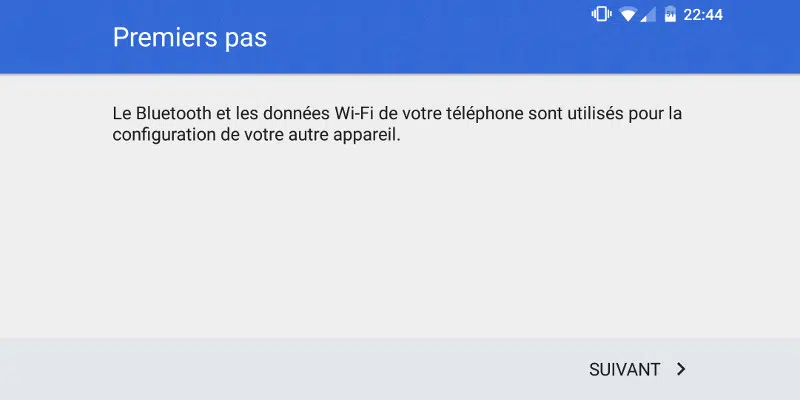 22:44
Premiers pas
Le Bluetooth et les données Wi-Fi de votre téléphone sont utilisés pour la
configuration de votre autre appareil.
SUIVANT